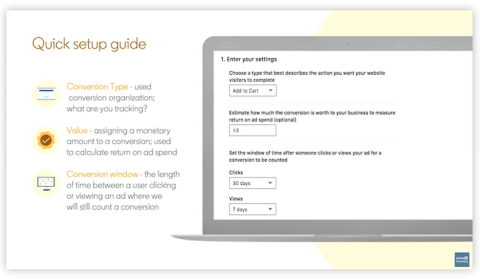 Quick setup guide
Conversion Type - used
conversion organization;
what are you tracking?
Value - assigning a monetary
amount to a conversion; used
to calculate return on ad spend
Conversion window - the length
of time between a user clicking
or viewing an ad where we
will still count a conversion
1. Enter your settings
Choose a type that best describes the action you want your website
visitors to complete
Add to Cart
Estimate how much the conversion is worth to your business to measure
return on ad spend (optional)
A$
Set the window of time after someone clicks or views your ad for a
conversion to be counted
Clicks
30 days
Views
7 days